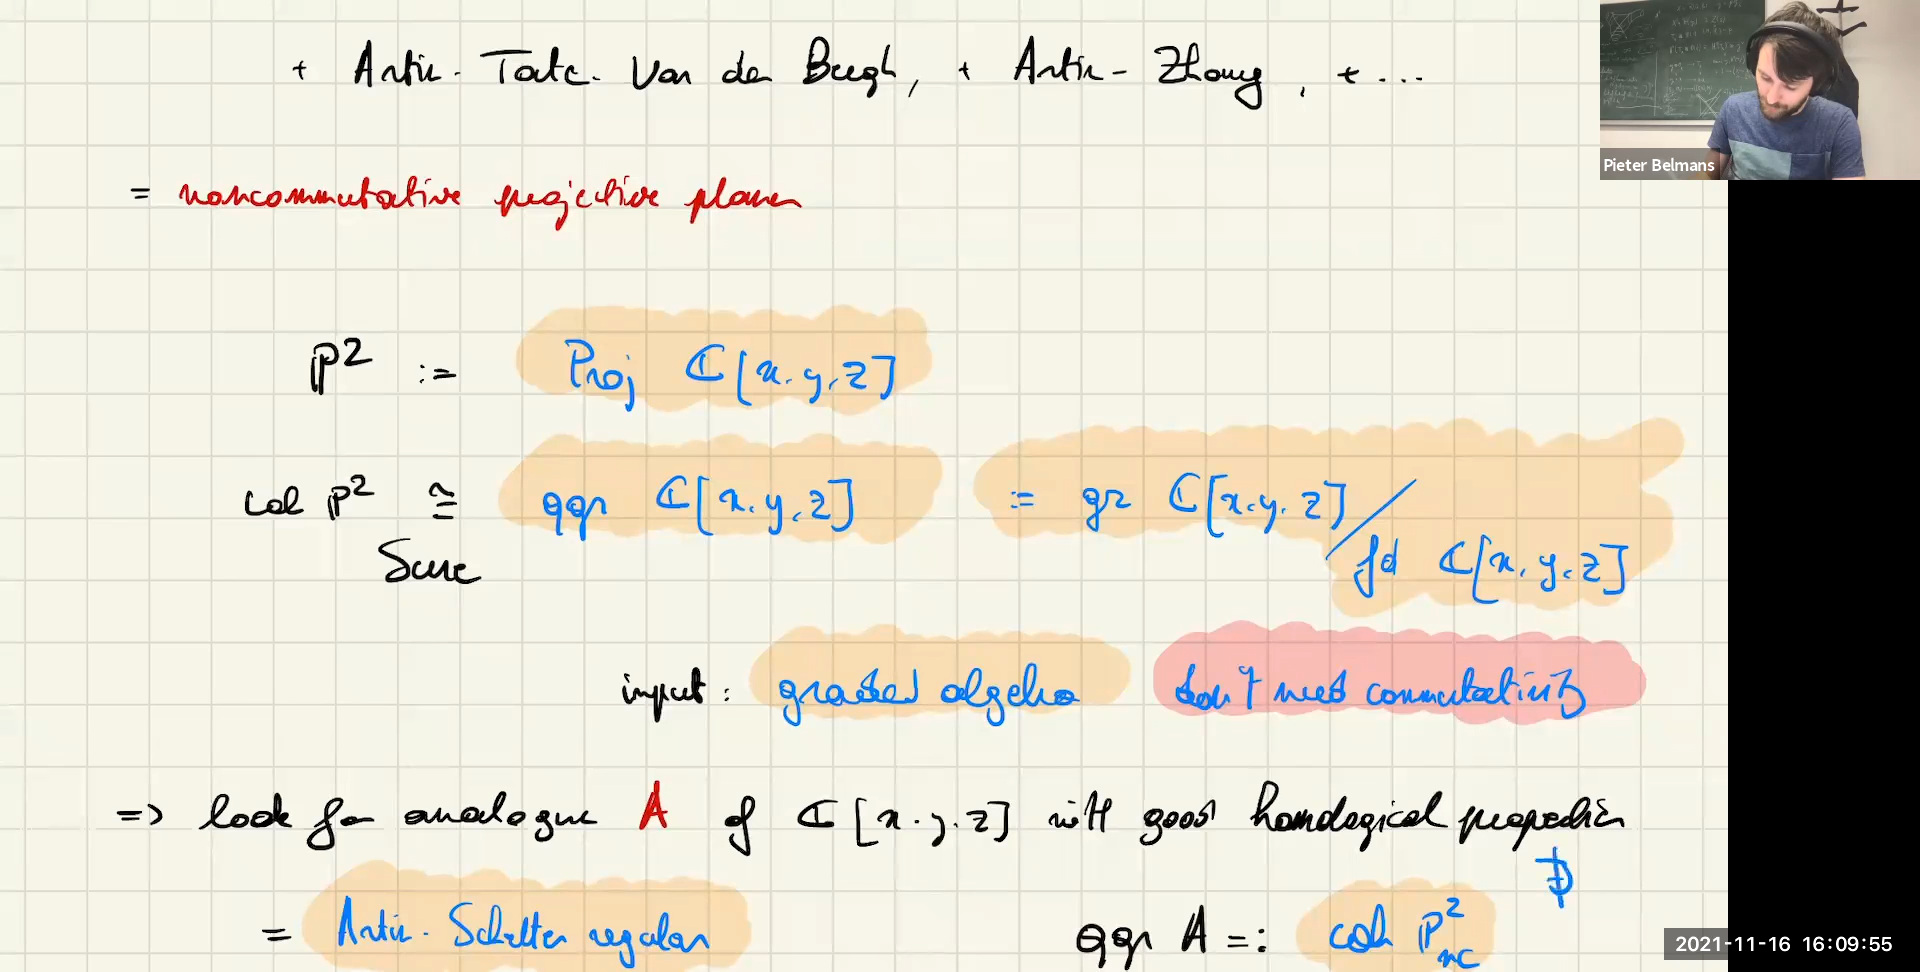 + Artin-Tate-Van den Bergh, + Artin-Zhang, + ...
Pieter Belmans
= noncommutative projective planes
P² := Proj ℂ[x,y,z]
coh P² ≅ qgr ℂ[x,y,z] := gr ℂ[x,y,z] / fd ℂ[x,y,z]
Serre
input: graded algebra don't need commutativity
=> look for analogue A of ℂ[x,y,z] with good homological properties
= Artin-Schelter regular qgr A =: coh P²nc
2021-11-16 16:09:55